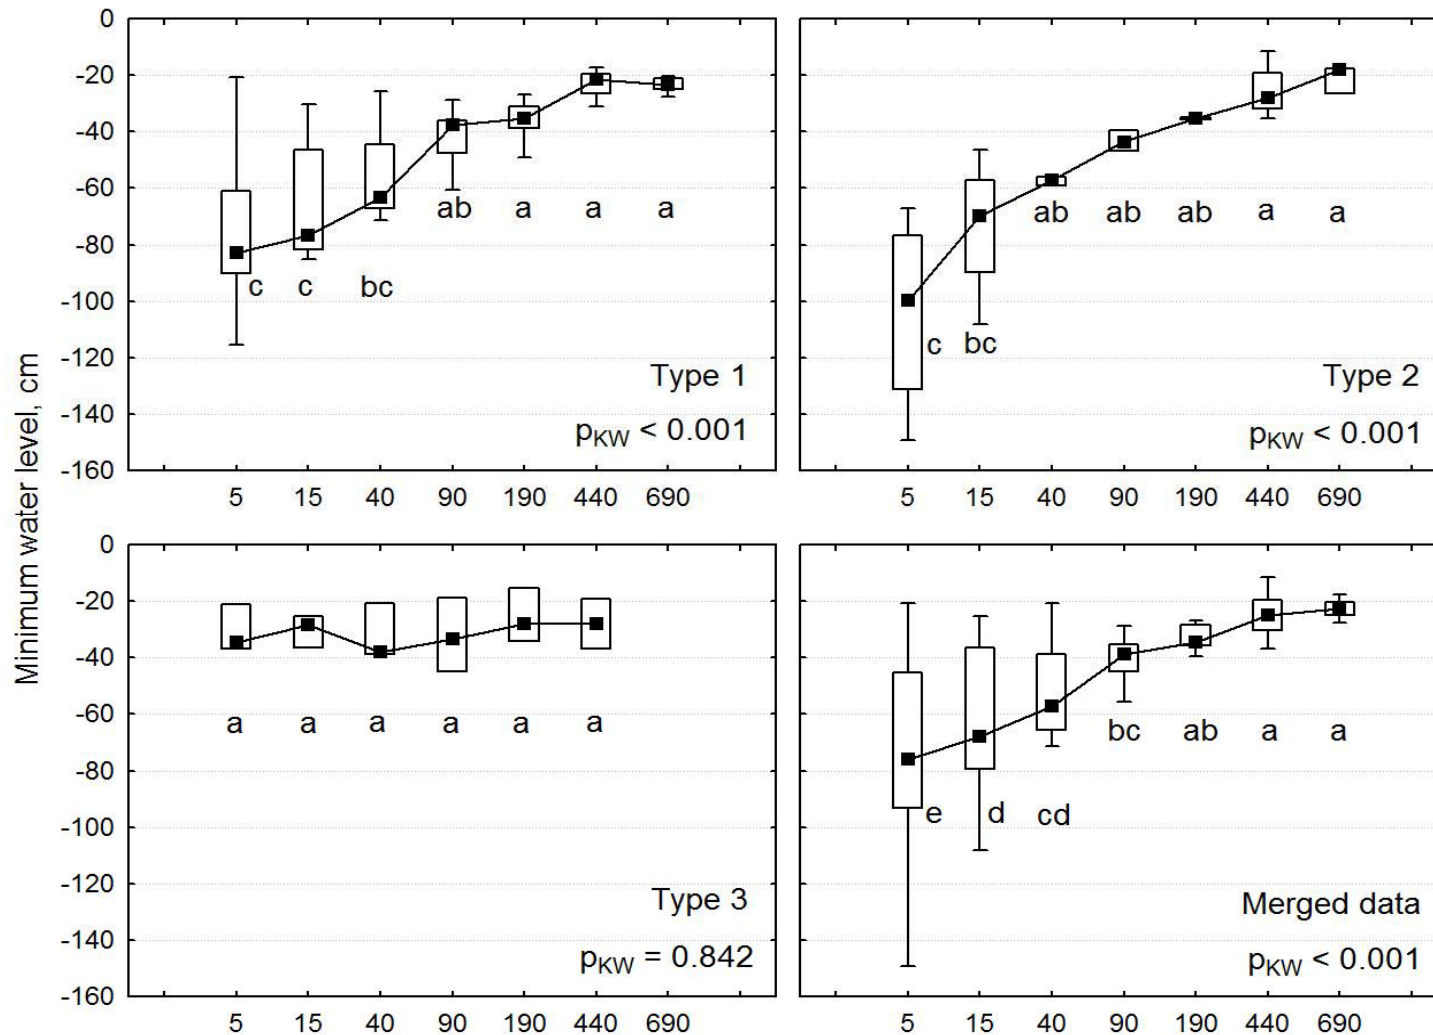 Minimum water level, cm
0
-20
-40
-60
-80
-100
-120
-140
-160
c c bc ab a a a
Type 1
pKW < 0.001
5 15 40 90 190 440 690
c bc ab ab ab a a
Type 2
pKW < 0.001
5 15 40 90 190 440 690
0
-20
-40
-60
-80
-100
-120
-140
-160
a a a a a a
Type 3
pKW = 0.842
5 15 40 90 190 440 690
e d cd bc ab a a
Merged data
pKW < 0.001
5 15 40 90 190 440 690